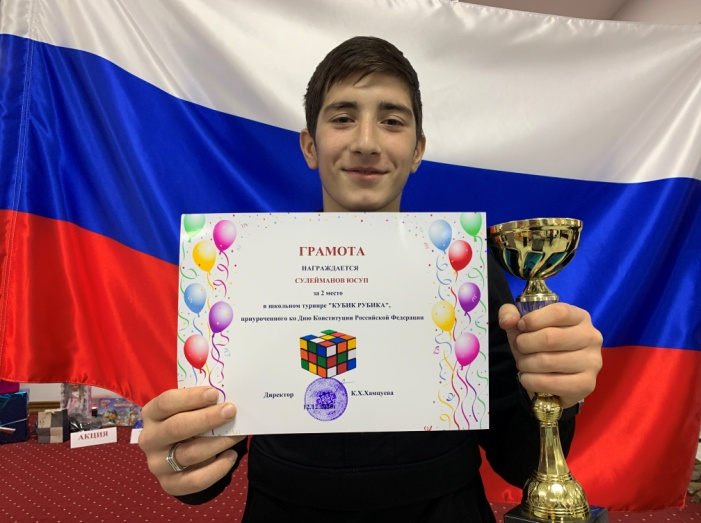 ГРАМОТА
НАГРАЖДАЕТСЯ
СУЛЕЙМАНОВ ЮСУП
за 2 место
в школьном турнире "КУБИК РУБИКА",
приуроченного ко Дню Конституции Российской Федерации
Директор К.Х.Хамцуева
АКЦИЯ